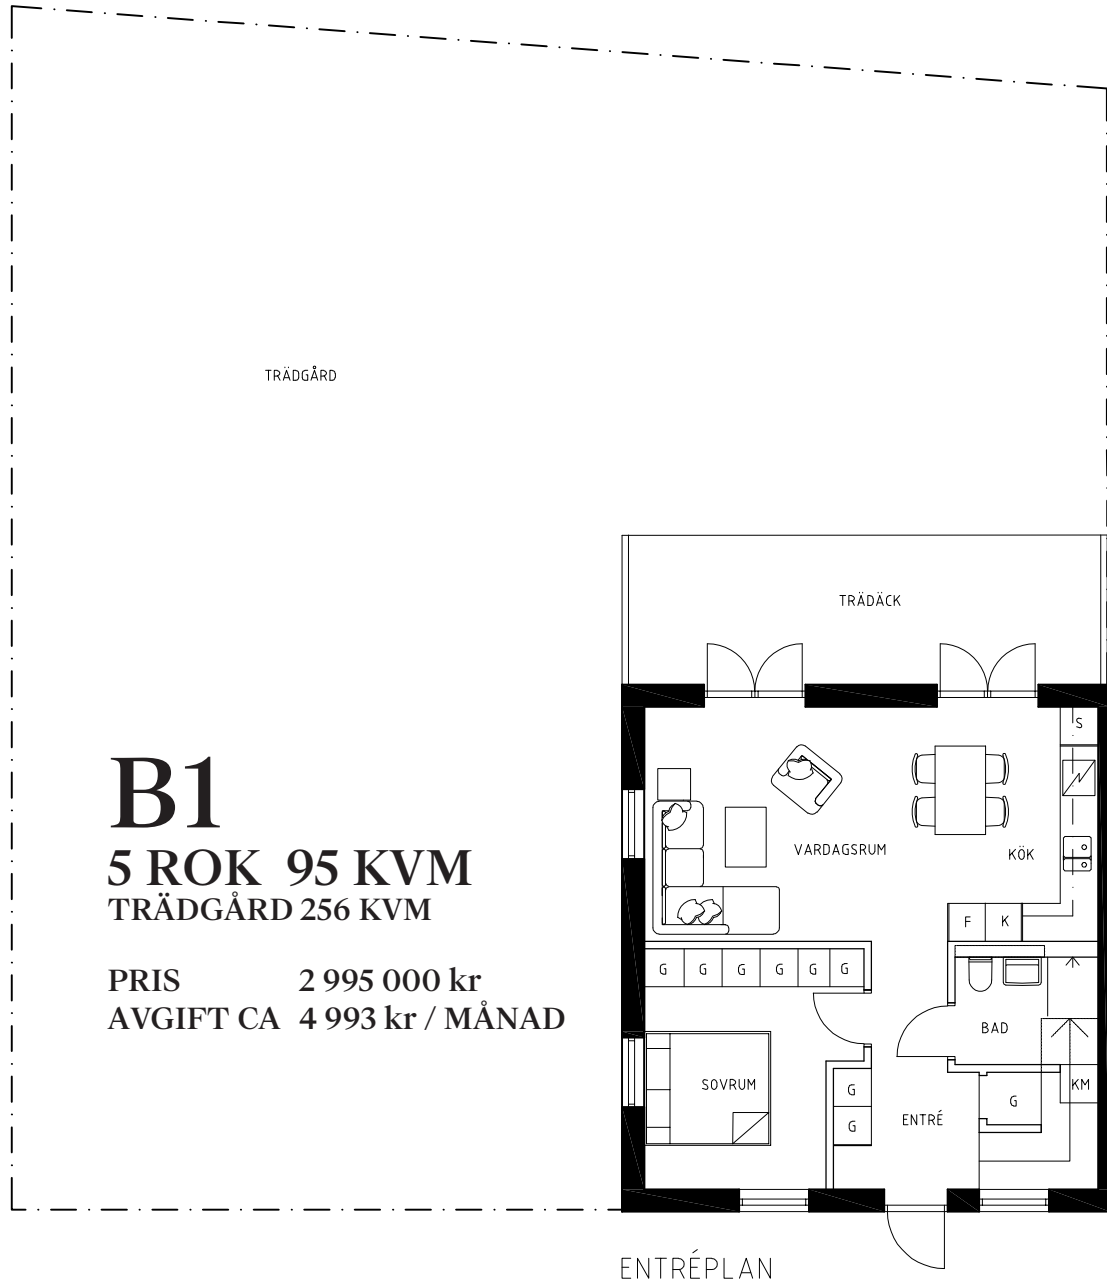 TRÄDGÅRD
TRÄDÄCK
S
B1
5 ROK 95 KVM
TRÄDGÅRD 256 KVM
VARDAGSRUM
KÖK
F K
PRIS 2 995 000 kr
AVGIFT CA 4 993 kr / MÅNAD
G G G G G G
BAD
SOVRUM
KM
G
G
G
ENTRÉ
ENTRÉPLAN